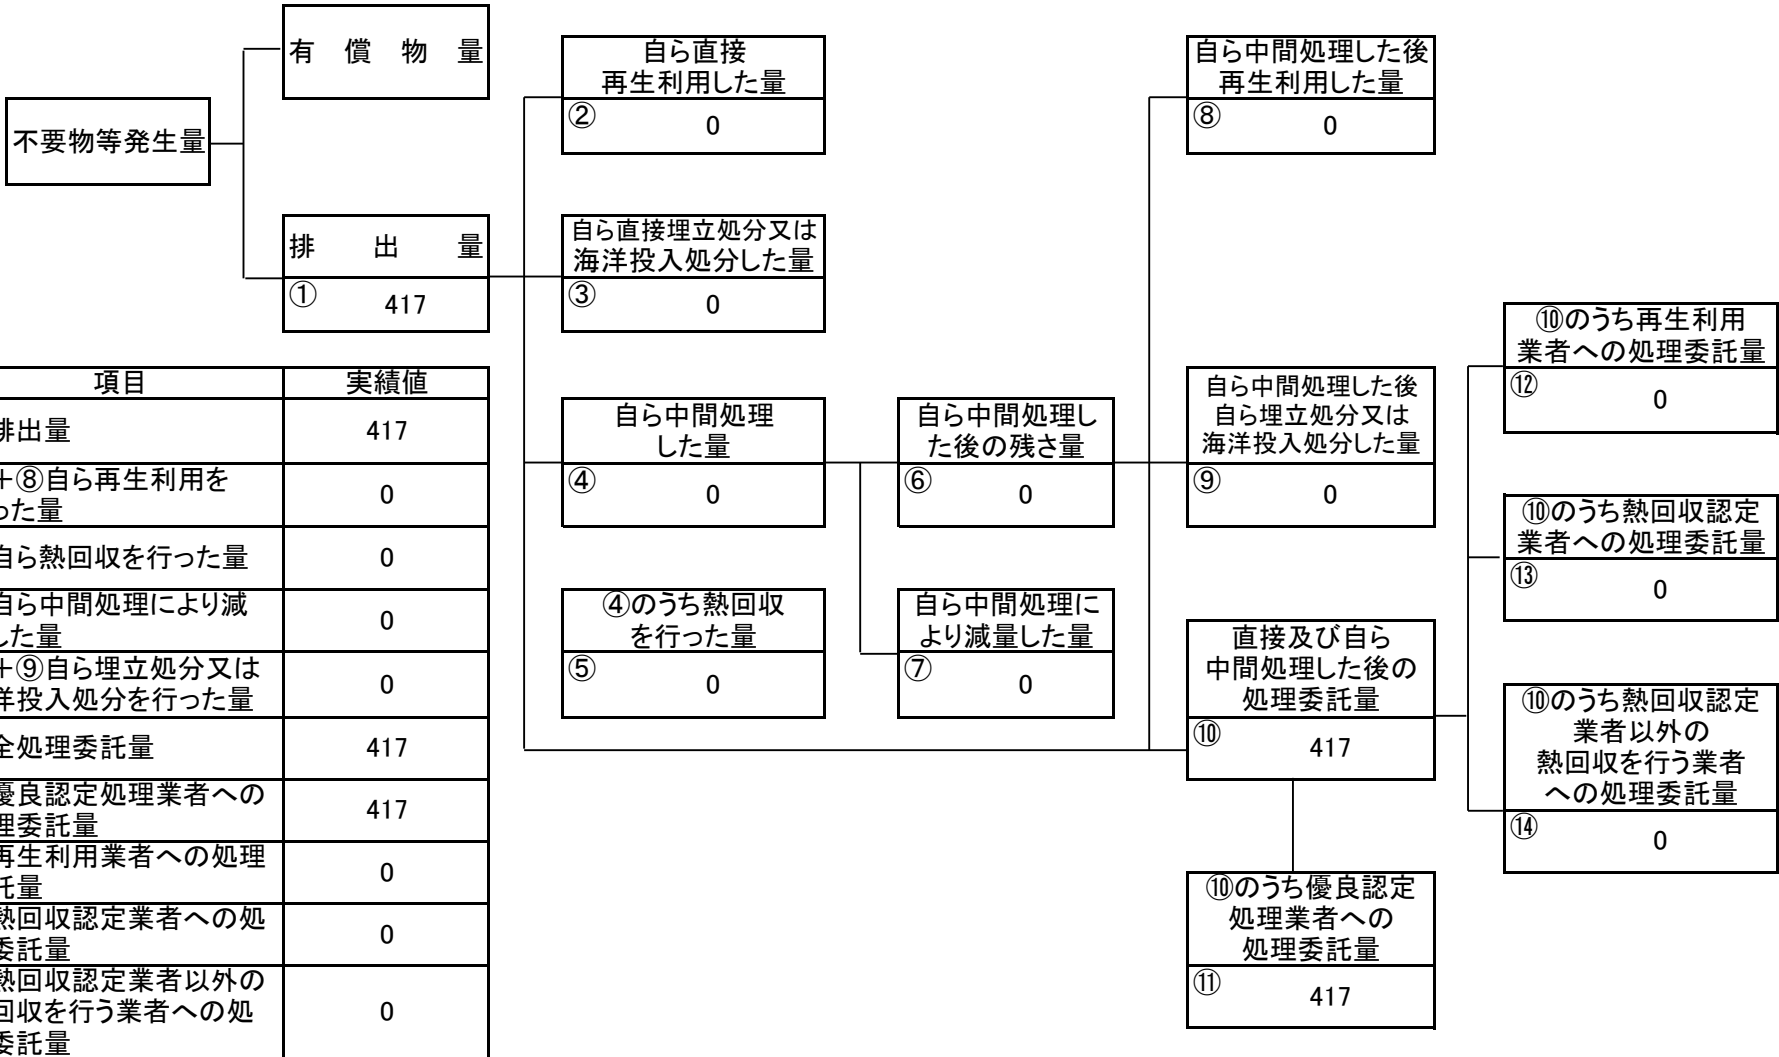 有償物量
不要物等発生量
排出量
① 417
自ら直接
再生利用した量
② 0
自ら直接埋立処分又は
海洋投入処分した量
③ 0
自ら中間処理
した量
④ 0
④のうち熱回収
を行った量
⑤ 0
自ら中間処理し
た後の残さ量
⑥ 0
自ら中間処理に
より減量した量
⑦ 0
自ら中間処理した後
再生利用した量
⑧ 0
自ら中間処理した後
自ら埋立処分又は
海洋投入処分した量
⑨ 0
直接及び自ら
中間処理した後の
処理委託量
⑩ 417
⑩のうち優良認定
処理業者への
処理委託量
⑪ 417
⑩のうち再生利用
業者への処理委託量
⑫ 0
⑩のうち熱回収認定
業者への処理委託量
⑬ 0
⑩のうち熱回収認定
業者以外の
熱回収を行う業者
への処理委託量
⑭ 0
項目 実績値
排出量 417
+⑧自ら再生利用を
った量 0
自ら熱回収を行った量 0
自ら中間処理により減
した量 0
+⑨自ら埋立処分又は
洋投入処分を行った量 0
全処理委託量 417
優良認定処理業者への
理委託量 417
再生利用業者への処理
託量 0
熱回収認定業者への処
委託量 0
熱回収認定業者以外の
回収を行う業者への処
委託量 0